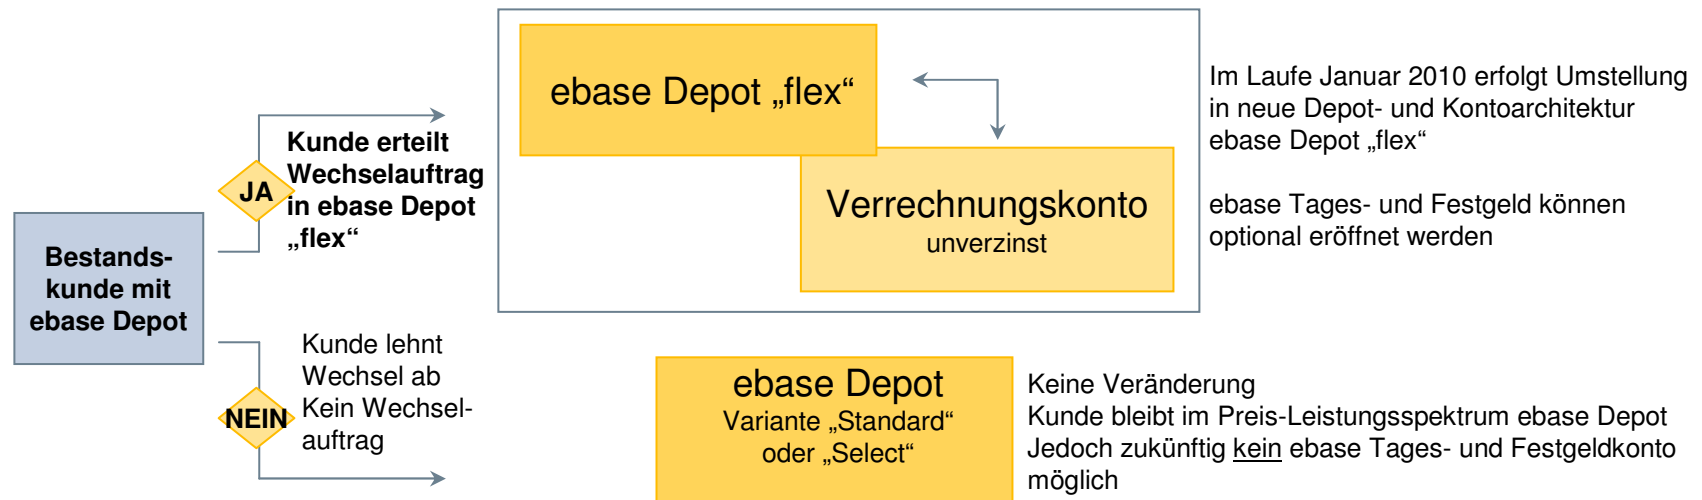 Bestands-
kunde mit
ebase Depot
JA
Kunde erteilt
Wechselauftrag
in ebase Depot
„flex“
ebase Depot „flex“
Verrechnungskonto
unverzinst
Im Laufe Januar 2010 erfolgt Umstellung
in neue Depot- und Kontoarchitektur
ebase Depot „flex“
ebase Tages- und Festgeld können
optional eröffnet werden
NEIN
Kunde lehnt
Wechsel ab
Kein Wechsel-
auftrag
ebase Depot
Variante „Standard“
oder „Select“
Keine Veränderung
Kunde bleibt im Preis-Leistungsspektrum ebase Depot
Jedoch zukünftig kein ebase Tages- und Festgeldkonto
möglich